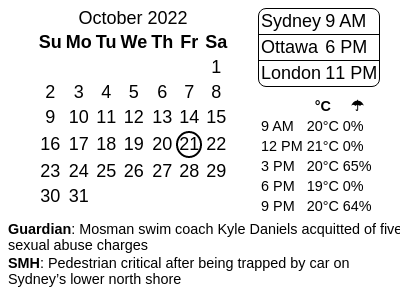 October 2022
Su Mo Tu We Th Fr Sa
1
2 3 4 5 6 7 8
9 10 11 12 13 14 15
16 17 18 19 20 21 22
23 24 25 26 27 28 29
30 31
Sydney 9 AM
Ottawa 6 PM
London 11 PM
°C ☂
9 AM 20°C 0%
12 PM 21°C 0%
3 PM 20°C 65%
6 PM 19°C 0%
9 PM 20°C 64%
Guardian: Mosman swim coach Kyle Daniels acquitted of five
sexual abuse charges
SMH: Pedestrian critical after being trapped by car on
Sydney's lower north shore